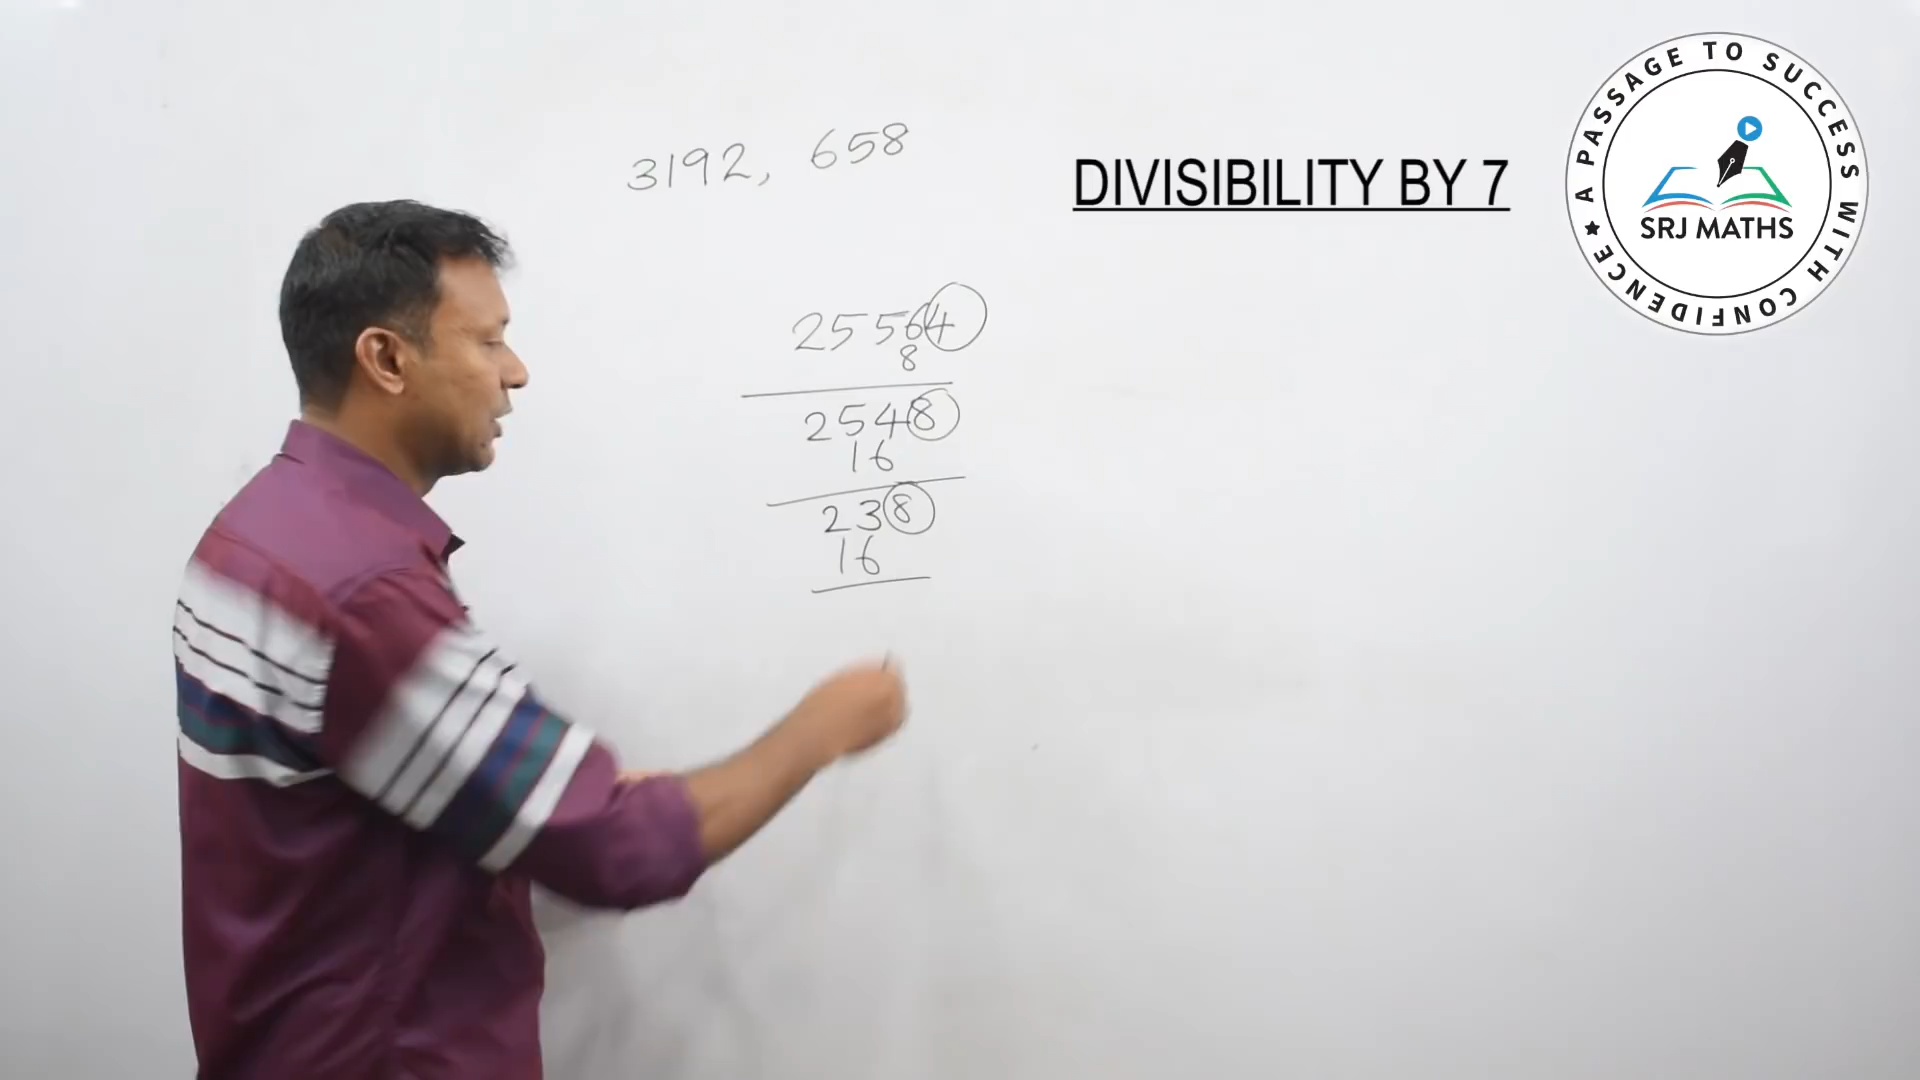 3192, 658
DIVISIBILITY BY 7
A PASSAGE TO SUCCESS WITH CONFIDENCE
SRJ MATHS
25564
8
2548
16
238
16